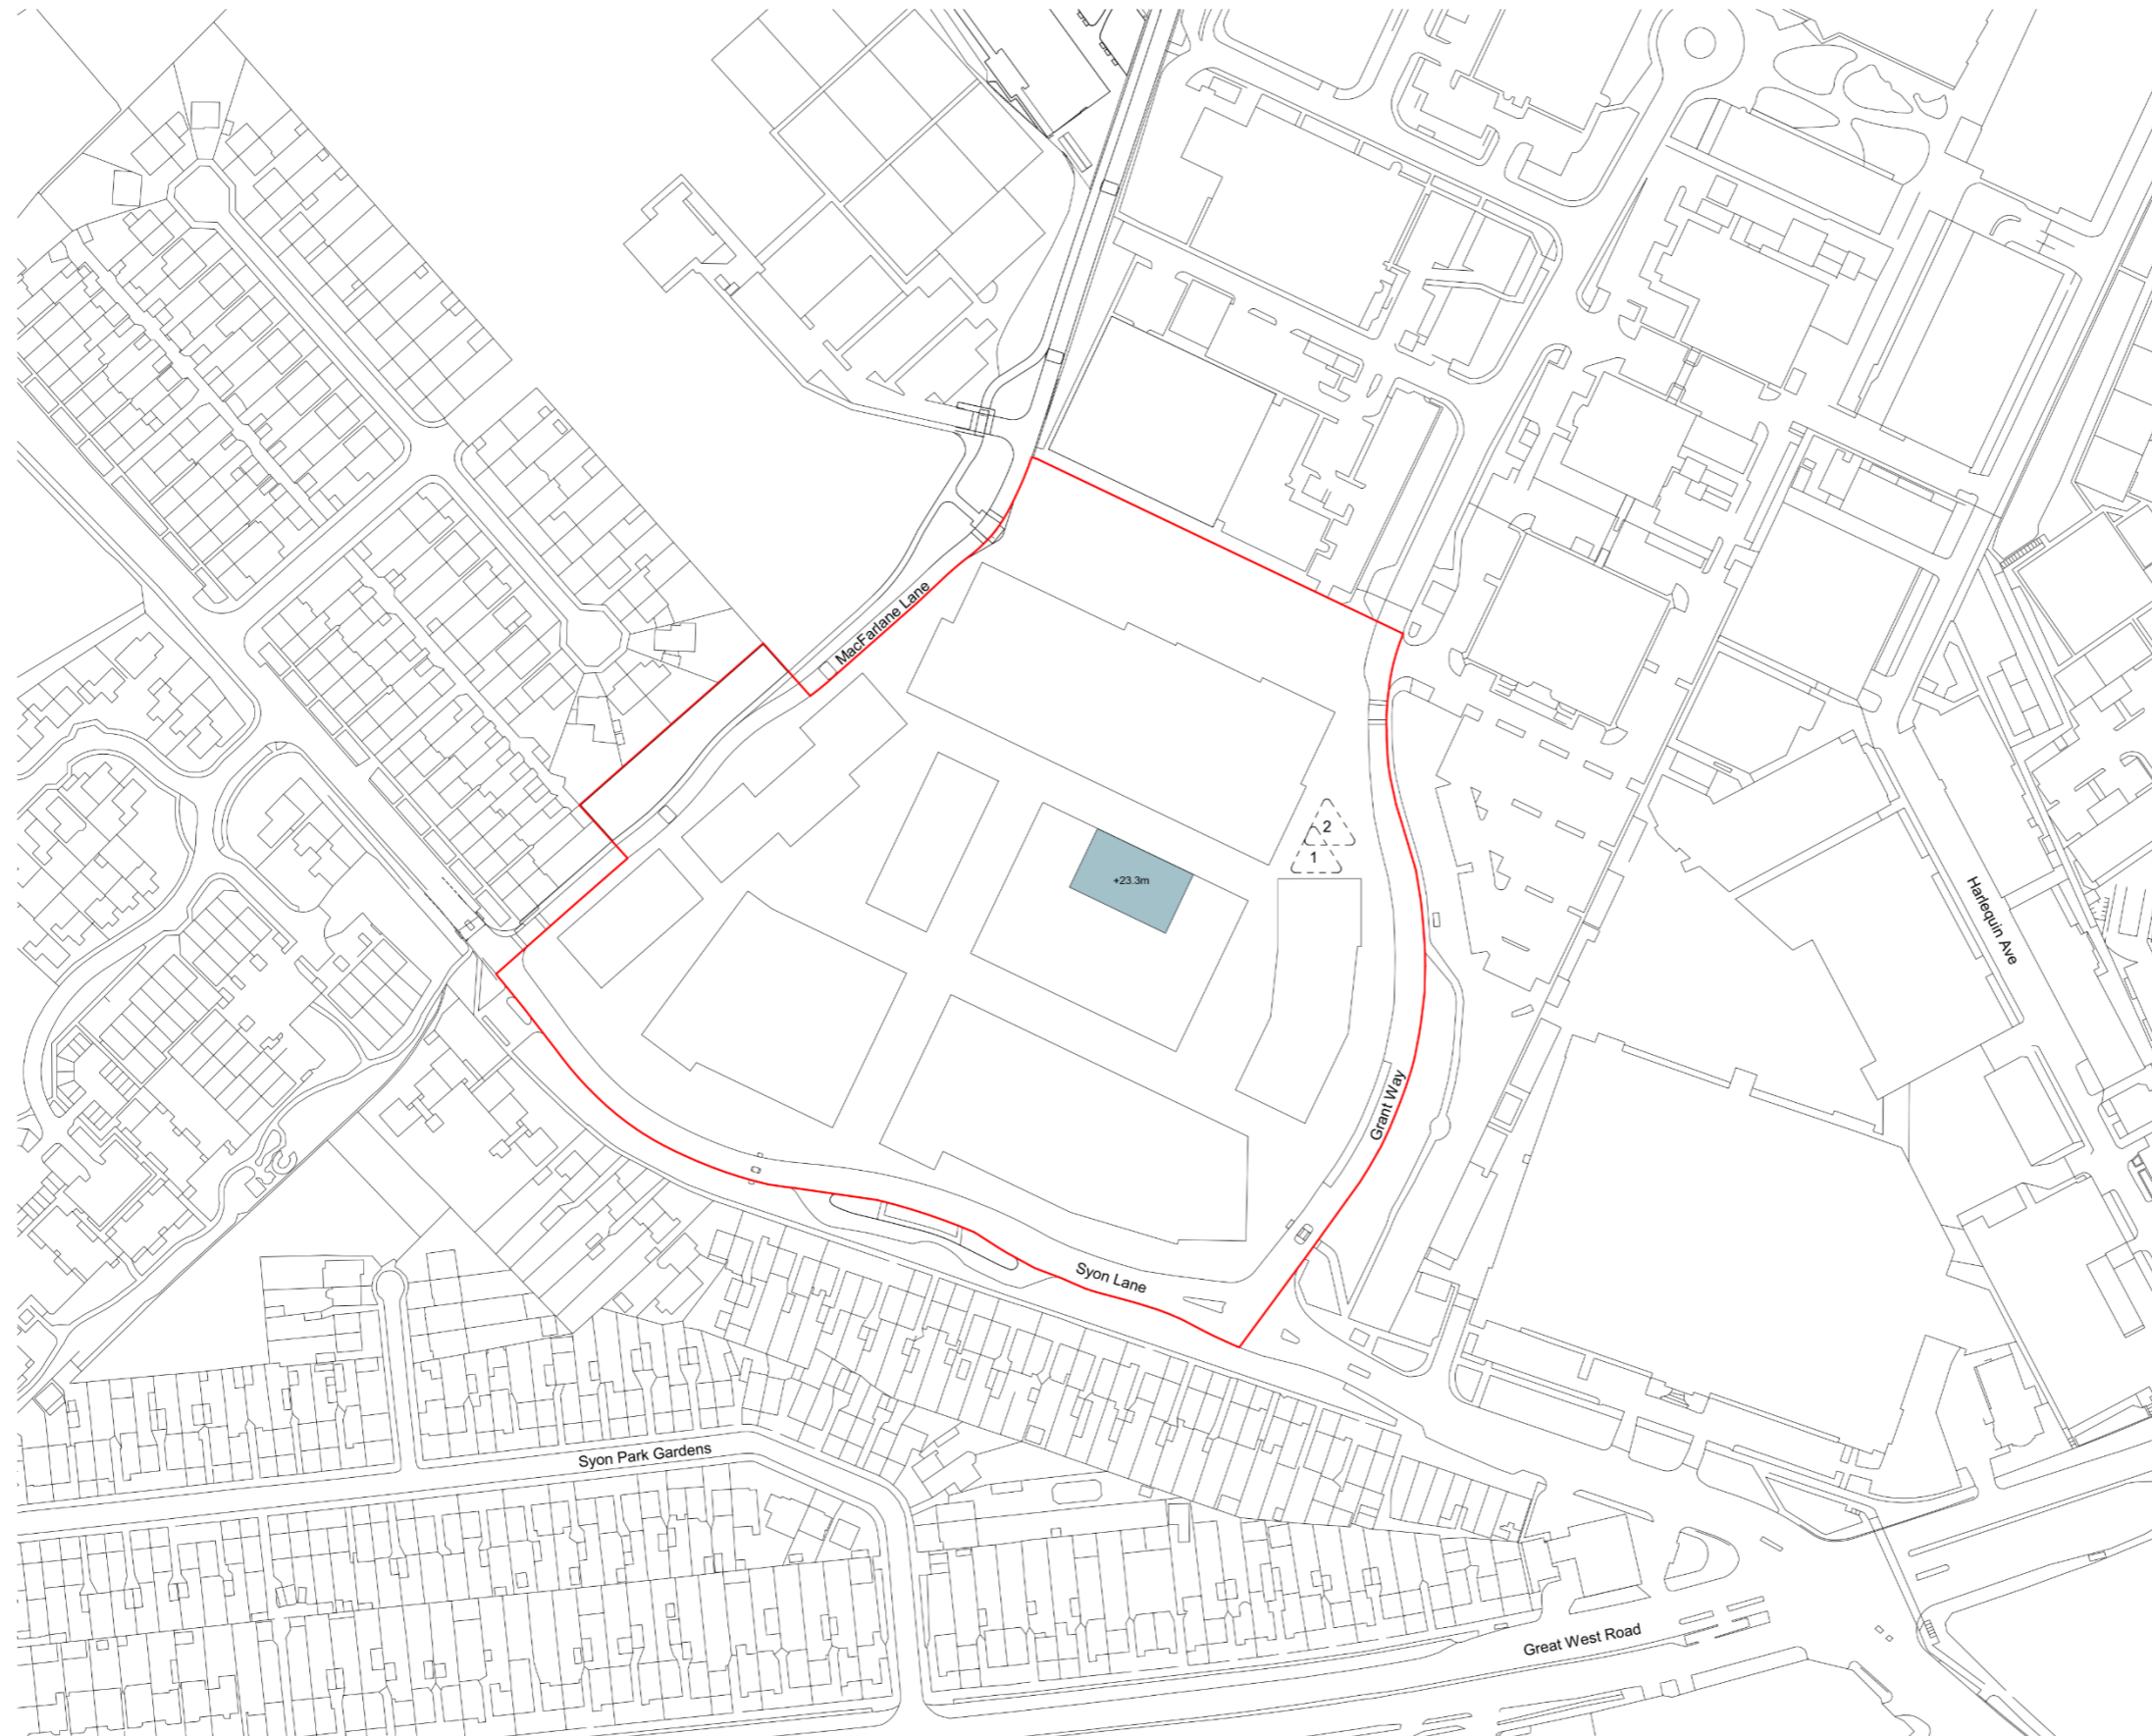 MacFarlane Lane
2
1
+23.3m
Harlequin Ave
Grant Way
Syon Lane
Syon Park Gardens
Great West Road